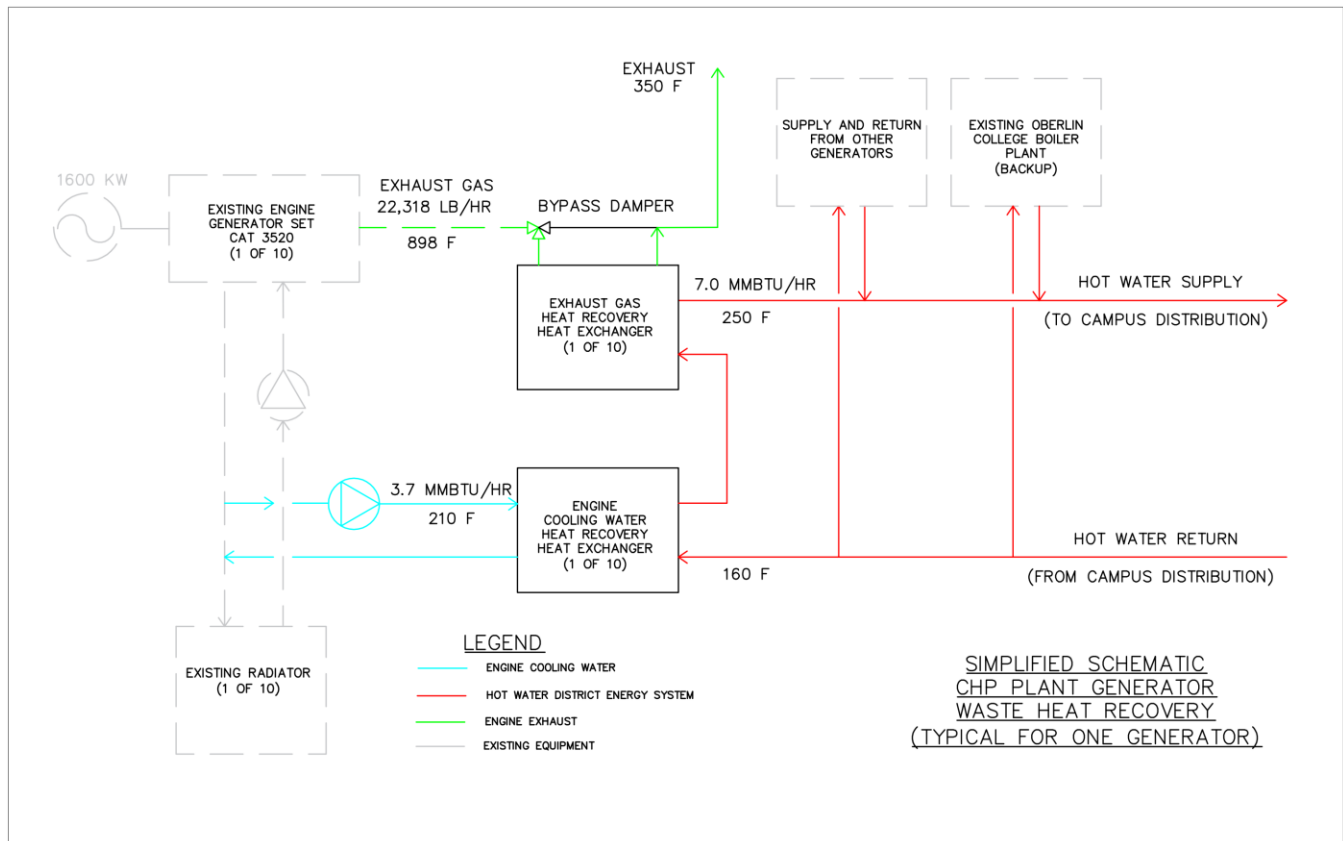 EXHAUST
350 F
SUPPLY AND RETURN
FROM OTHER
GENERATORS
EXISTING OBERLIN
COLLEGE BOILER
PLANT
(BACKUP)
1600 KW
EXISTING ENGINE
GENERATOR SET
CAT 3520
(1 OF 10)
EXHAUST GAS
22,318 LB/HR
898 F
BYPASS DAMPER
EXHAUST GAS
HEAT RECOVERY
HEAT EXCHANGER
(1 OF 10)
7.0 MMBTU/HR
250 F
HOT WATER SUPPLY
(TO CAMPUS DISTRIBUTION)
3.7 MMBTU/HR
210 F
ENGINE
COOLING WATER
HEAT RECOVERY
HEAT EXCHANGER
(1 OF 10)
160 F
HOT WATER RETURN
(FROM CAMPUS DISTRIBUTION)
EXISTING RADIATOR
(1 OF 10)
LEGEND
ENGINE COOLING WATER
HOT WATER DISTRICT ENERGY SYSTEM
ENGINE EXHAUST
EXISTING EQUIPMENT
SIMPLIFIED SCHEMATIC
CHP PLANT GENERATOR
WASTE HEAT RECOVERY
(TYPICAL FOR ONE GENERATOR)